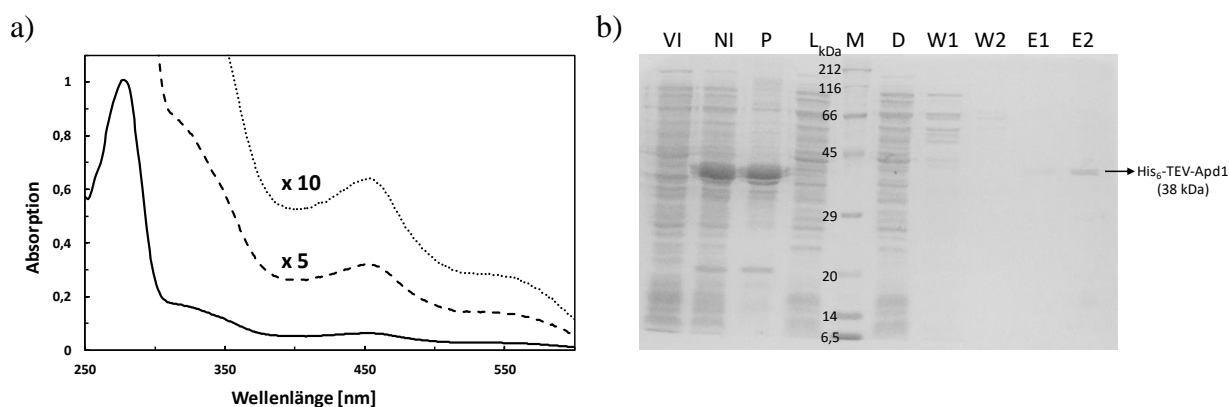 a)
1
0,8
0,6
0,4
0,2
0
Absorption
x 10
x 5
250
350
450
550
Wellenlänge [nm]
b)
VI NI P L M D W1 W2 E1 E2
kDa
212
116
66
45
29
20
14
6,5
His₆-TEV-Apd1
(38 kDa)